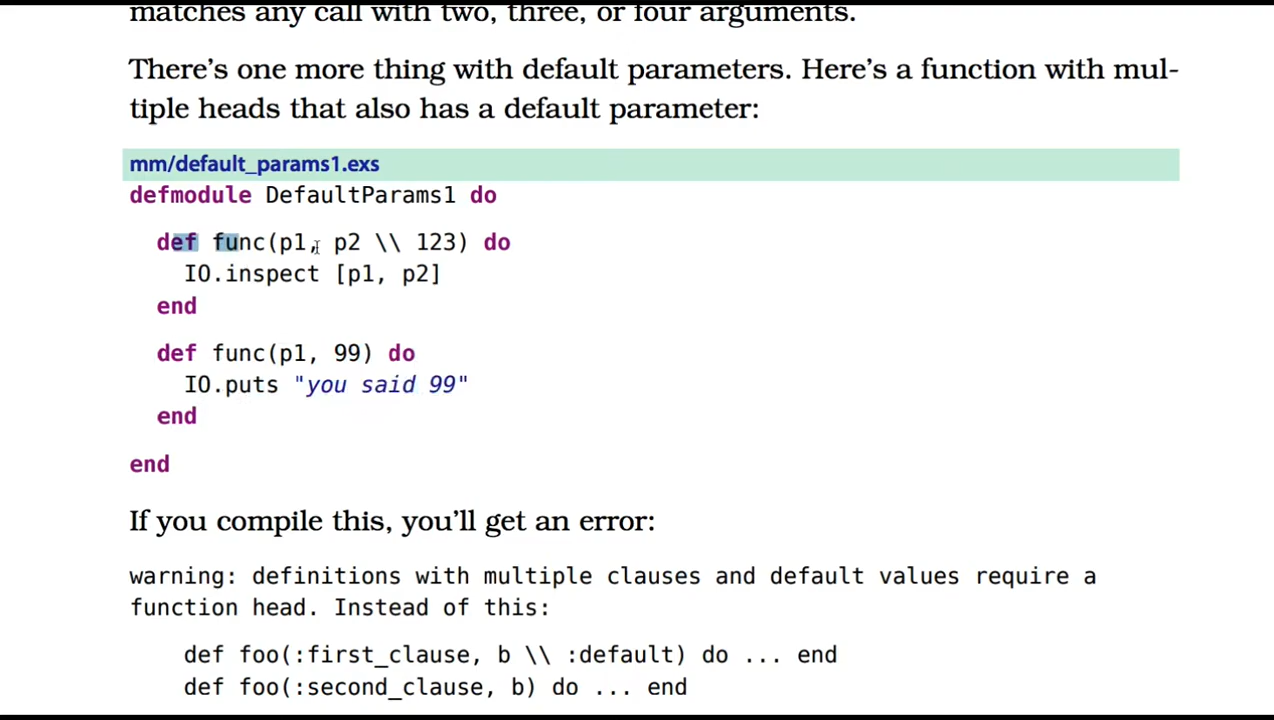 matches any call with two, three, or four arguments.
There's one more thing with default parameters. Here's a function with mul-
tiple heads that also has a default parameter:
mm/default_params1.exs
defmodule DefaultParams1 do
def func(p1, p2 \\ 123) do
IO.inspect [p1, p2]
end
def func(p1, 99) do
IO.puts "you said 99"
end
end
If you compile this, you'll get an error:
warning: definitions with multiple clauses and default values require a
function head. Instead of this:
def foo(:first_clause, b \\ :default) do ... end
def foo(:second_clause, b) do ... end